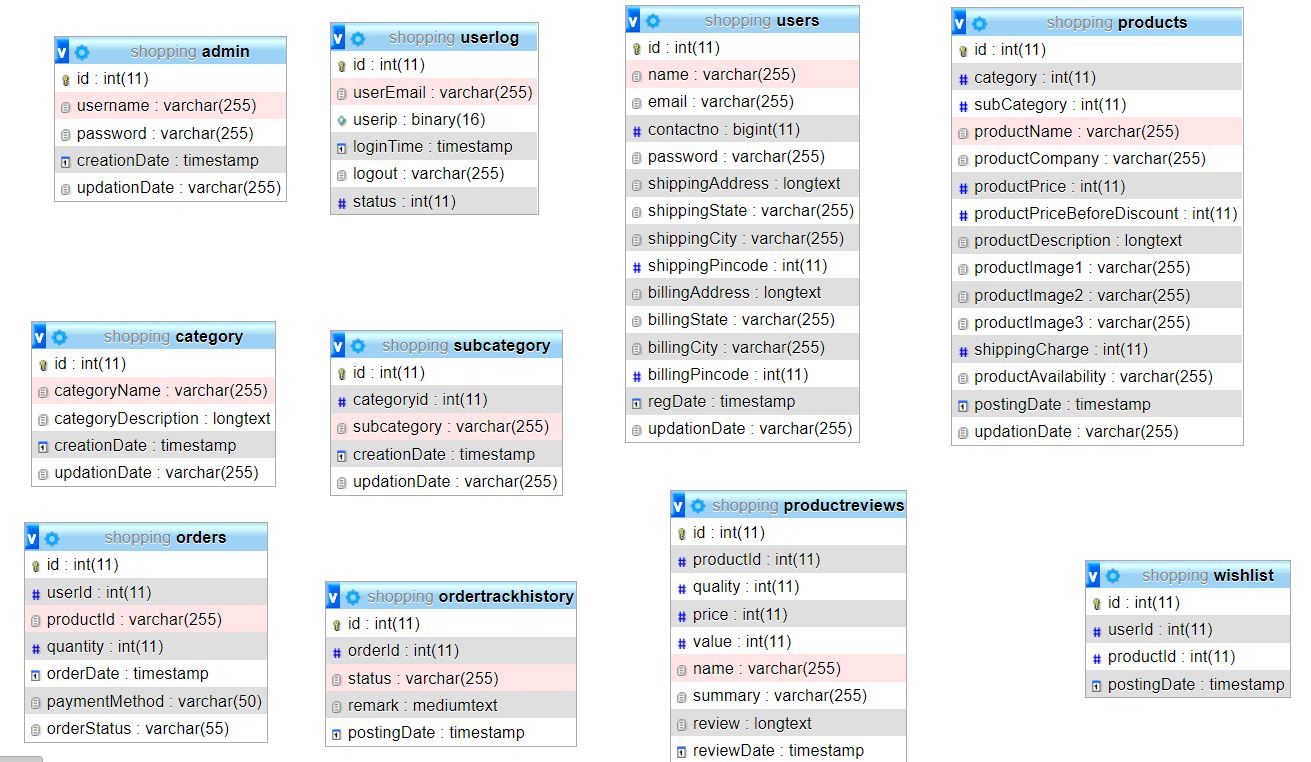 shopping admin
id : int(11)
username : varchar(255)
password : varchar(255)
creationDate : timestamp
updationDate : varchar(255)
shopping userlog
id : int(11)
userEmail : varchar(255)
userip : binary(16)
loginTime : timestamp
logout : varchar(255)
status : int(11)
shopping users
id : int(11)
name : varchar(255)
email : varchar(255)
contactno : bigint(11)
password : varchar(255)
shippingAddress : longtext
shippingState : varchar(255)
shippingCity : varchar(255)
shippingPincode : int(11)
billingAddress : longtext
billingState : varchar(255)
billingCity : varchar(255)
billingPincode : int(11)
regDate : timestamp
updationDate : varchar(255)
shopping products
id : int(11)
category : int(11)
subCategory : int(11)
productName : varchar(255)
productCompany : varchar(255)
productPrice : int(11)
productPriceBeforeDiscount : int(11)
productDescription : longtext
productImage1 : varchar(255)
productImage2 : varchar(255)
productImage3 : varchar(255)
shippingCharge : int(11)
productAvailability : varchar(255)
postingDate : timestamp
updationDate : varchar(255)
shopping category
id : int(11)
categoryName : varchar(255)
categoryDescription : longtext
creationDate : timestamp
updationDate : varchar(255)
shopping subcategory
id : int(11)
categoryid : int(11)
subcategory : varchar(255)
creationDate : timestamp
updationDate : varchar(255)
shopping orders
id : int(11)
userId : int(11)
productId : varchar(255)
quantity : int(11)
orderDate : timestamp
paymentMethod : varchar(50)
orderStatus : varchar(55)
shopping ordertrackhistory
id : int(11)
orderId : int(11)
status : varchar(255)
remark : mediumtext
postingDate : timestamp
shopping productreviews
id : int(11)
productId : int(11)
quality : int(11)
price : int(11)
value : int(11)
name : varchar(255)
summary : varchar(255)
review : longtext
reviewDate : timestamp
shopping wishlist
id : int(11)
userId : int(11)
productId : int(11)
postingDate : timestamp